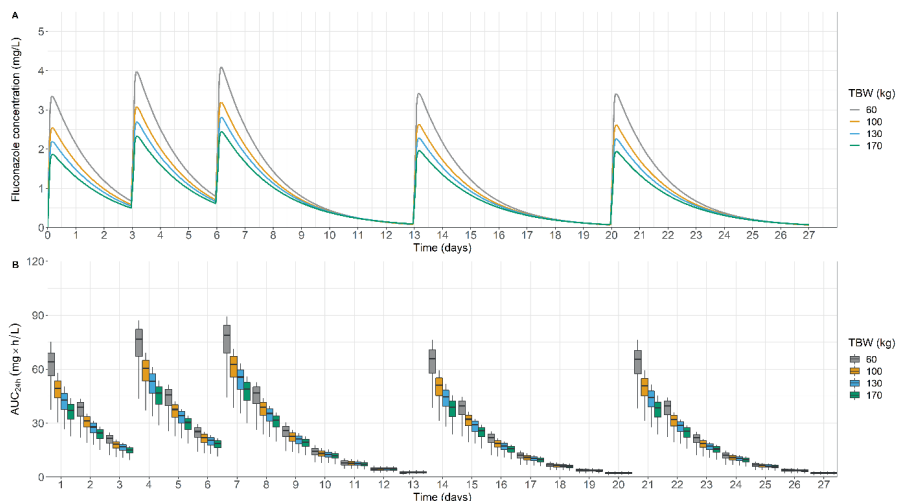 A
Fluconazole concentration (mg/L)
5
4
3
2
1
0
0 1 2 3 4 5 6 7 8 9 10 11 12 13 14 15 16 17 18 19 20 21 22 23 24 25 26 27
Time (days)
TBW (kg)
60
100
130
170
B
AUC24h (mg × h/L)
120
90
60
30
0
1 2 3 4 5 6 7 8 9 10 11 12 13 14 15 16 17 18 19 20 21 22 23 24 25 26 27
Time (days)
TBW (kg)
60
100
130
170